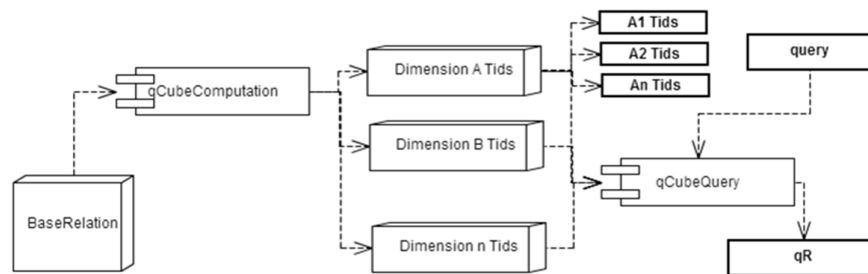 A1 Tids
A2 Tids
An Tids
query
qCubeComputation
Dimension A Tids
Dimension B Tids
qCubeQuery
BaseRelation
Dimension n Tids
qR